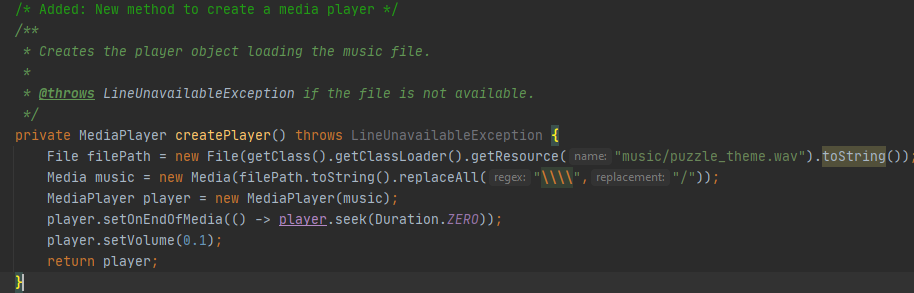 /* Added: New method to create a media player */
/**
* Creates the player object loading the music file.
*
* @throws LineUnavailableException if the file is not available.
*/
private MediaPlayer createPlayer() throws LineUnavailableException {
File filePath = new File(getClass().getClassLoader().getResource( name: "music/puzzle_theme.wav").toString());
Media music = new Media(filePath.toString().replaceAll( regex: "\\\\", replacement: "/"));
MediaPlayer player = new MediaPlayer(music);
player.setOnEndOfMedia(() -> player.seek(Duration.ZERO));
player.setVolume(0.1);
return player;
}